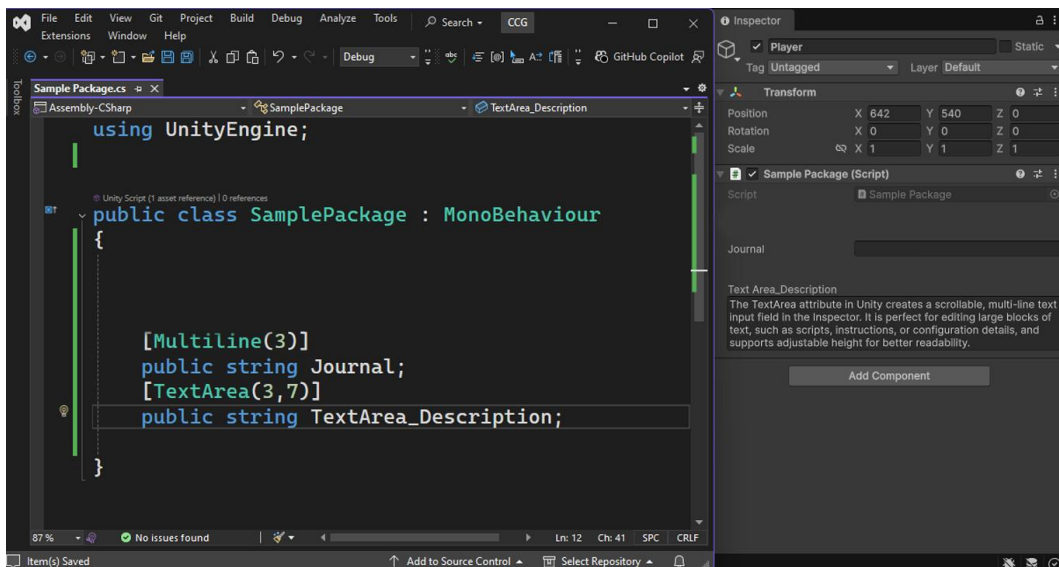 File Edit View Git Project Build Debug Analyze Tools Search CCG
Extensions Window Help
Debug GitHub Copilot
Toolbox
Sample Package.cs
Assembly-CSharp SamplePackage TextArea_Description
using UnityEngine;
Unity Script (1 asset reference) | 0 references
public class SamplePackage : MonoBehaviour
{
[Multiline(3)]
public string Journal;
[TextArea(3,7)]
public string TextArea_Description;
}
87 % No issues found Ln: 12 Ch: 41 SPC CRLF
Item(s) Saved Add to Source Control Select Repository
Inspector
Player Static
Tag Untagged Layer Default
Transform
Position X 642 Y 540 Z 0
Rotation X 0 Y 0 Z 0
Scale X 1 Y 1 Z 1
# Sample Package (Script)
Script Sample Package
Journal
Text Area_Description
The TextArea attribute in Unity creates a scrollable, multi-line text
input field in the Inspector. It is perfect for editing large blocks of
text, such as scripts, instructions, or configuration details, and
supports adjustable height for better readability.
Add Component